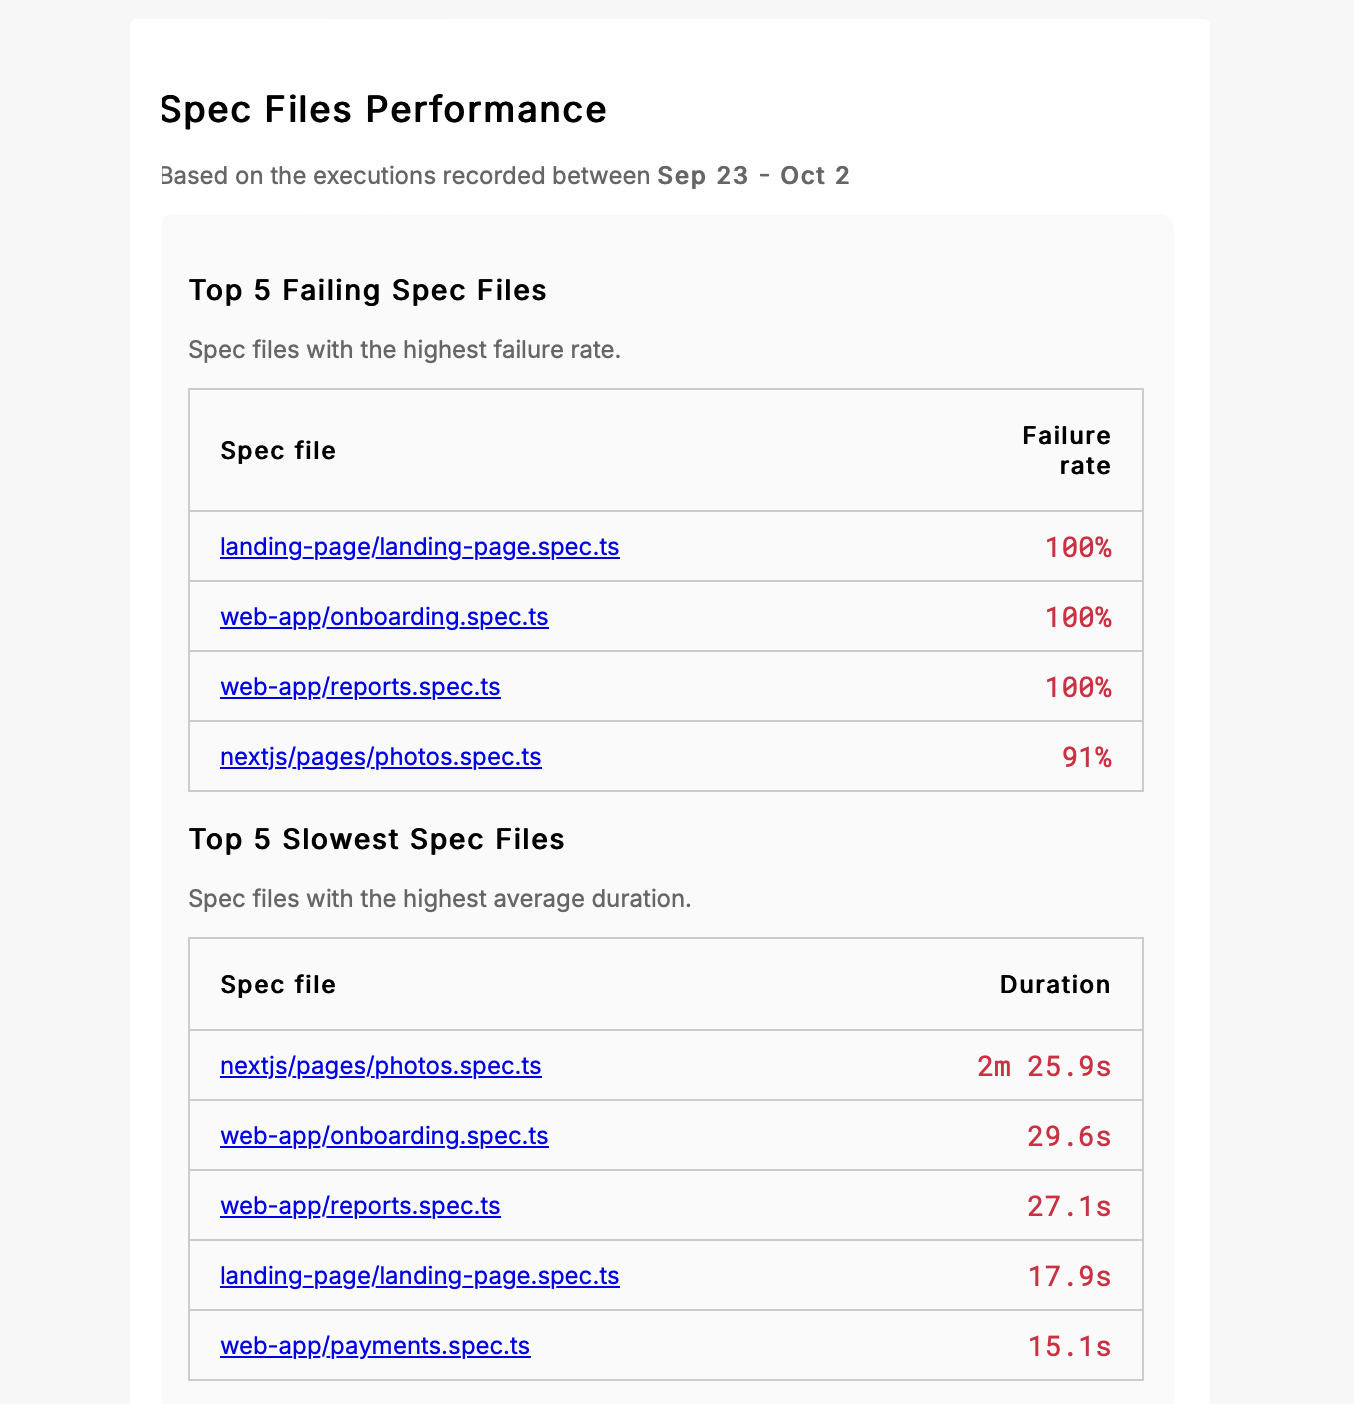 Spec Files Performance
Based on the executions recorded between Sep 23 - Oct 2
Top 5 Failing Spec Files
Spec files with the highest failure rate.
Spec file
Failure
rate
landing-page/landing-page.spec.ts 100%
web-app/onboarding.spec.ts 100%
web-app/reports.spec.ts 100%
nextjs/pages/photos.spec.ts 91%
Top 5 Slowest Spec Files
Spec files with the highest average duration.
Spec file Duration
nextjs/pages/photos.spec.ts 2m 25.9s
web-app/onboarding.spec.ts 29.6s
web-app/reports.spec.ts 27.1s
landing-page/landing-page.spec.ts 17.9s
web-app/payments.spec.ts 15.1s